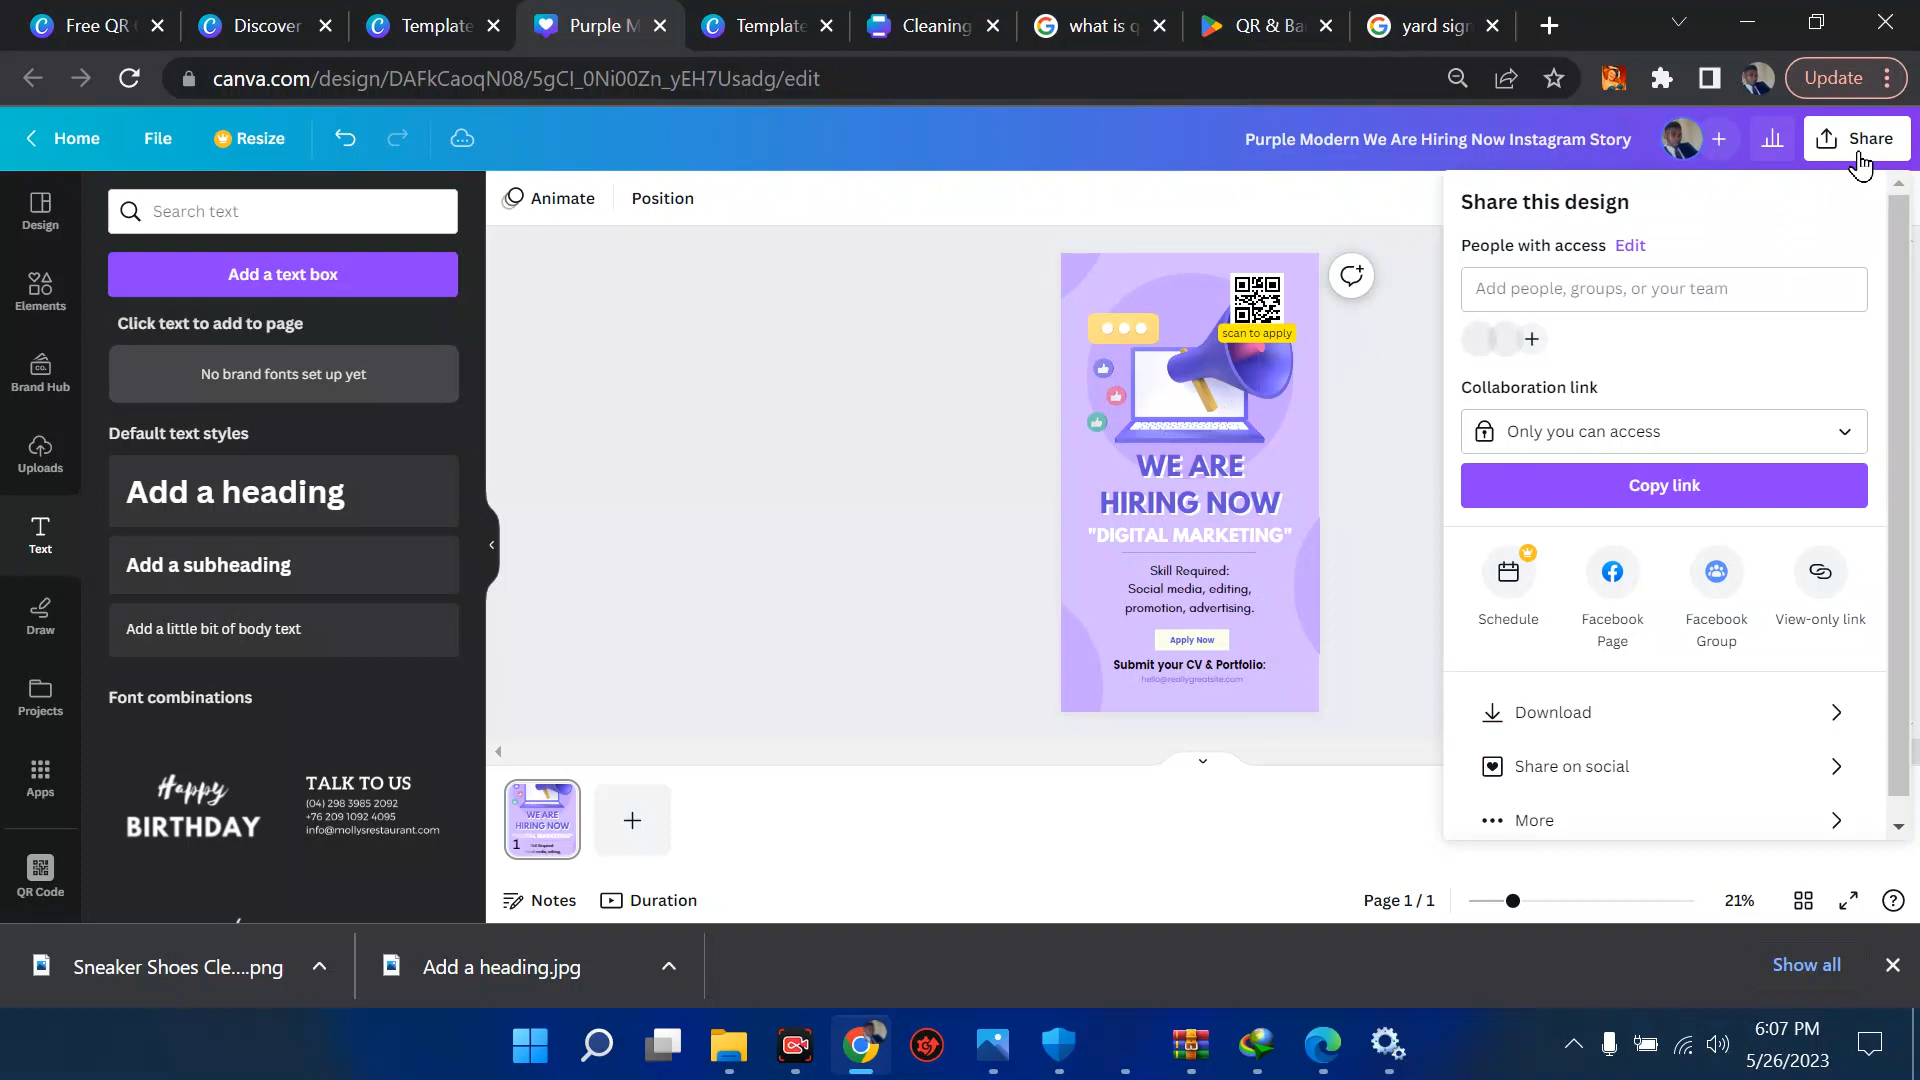 Free QR
Discover
Template
Purple M
Template
Cleaning
what is q
QR & Ba
yard sign
canva.com/design/DAFkCaoqN08/5gCI_0Ni00Zn_yEH7Usadg/edit
Update
Home
File
Resize
Purple Modern We Are Hiring Now Instagram Story
Share
Design
Elements
Brand Hub
Uploads
Text
Draw
Projects
Apps
QR Code
Search text
Add a text box
Click text to add to page
No brand fonts set up yet
Default text styles
Add a heading
Add a subheading
Add a little bit of body text
Font combinations
Happy
BIRTHDAY
TALK TO US
(04) 298 3985 2092
+76 209 1092 4095
info@mollysrestaurant.com
Animate
Position
scan to apply
WE ARE
HIRING NOW
"DIGITAL MARKETING"
Skill Required:
Social media, editing,
promotion, advertising.
Apply Now
Submit your CV & Portfolio:
hello@reallygreatsite.com
Share this design
People with access Edit
Add people, groups, or your team
Collaboration link
Only you can access
Copy link
Schedule
Facebook
Page
Facebook
Group
View-only link
Download
Share on social
More
WE ARE
HIRING NOW
1
Notes
Duration
Page 1 / 1
21%
Sneaker Shoes Cle....png
Add a heading.jpg
Show all
6:07 PM
5/26/2023